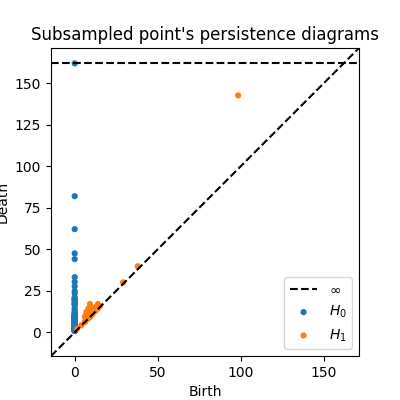 Subsampled point's persistence diagrams
150
125
100
75
50
25
0
Death
0 50 100 150
Birth
∞
H₀
H₁